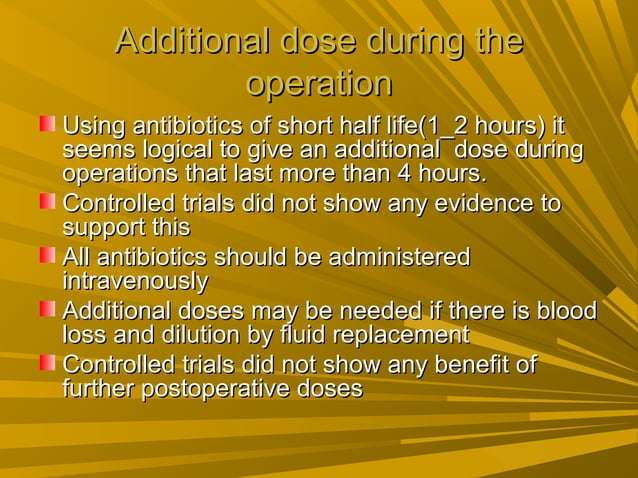 Additional dose during the
operation
Using antibiotics of short half life(1_2 hours) it
seems logical to give an additional  dose during
operations that last more than 4 hours.
Controlled trials did not show any evidence to
support this
All antibiotics should be administered
intravenously
Additional doses may be needed if there is blood
loss and dilution by fluid replacement
Controlled trials did not show any benefit of
further postoperative doses